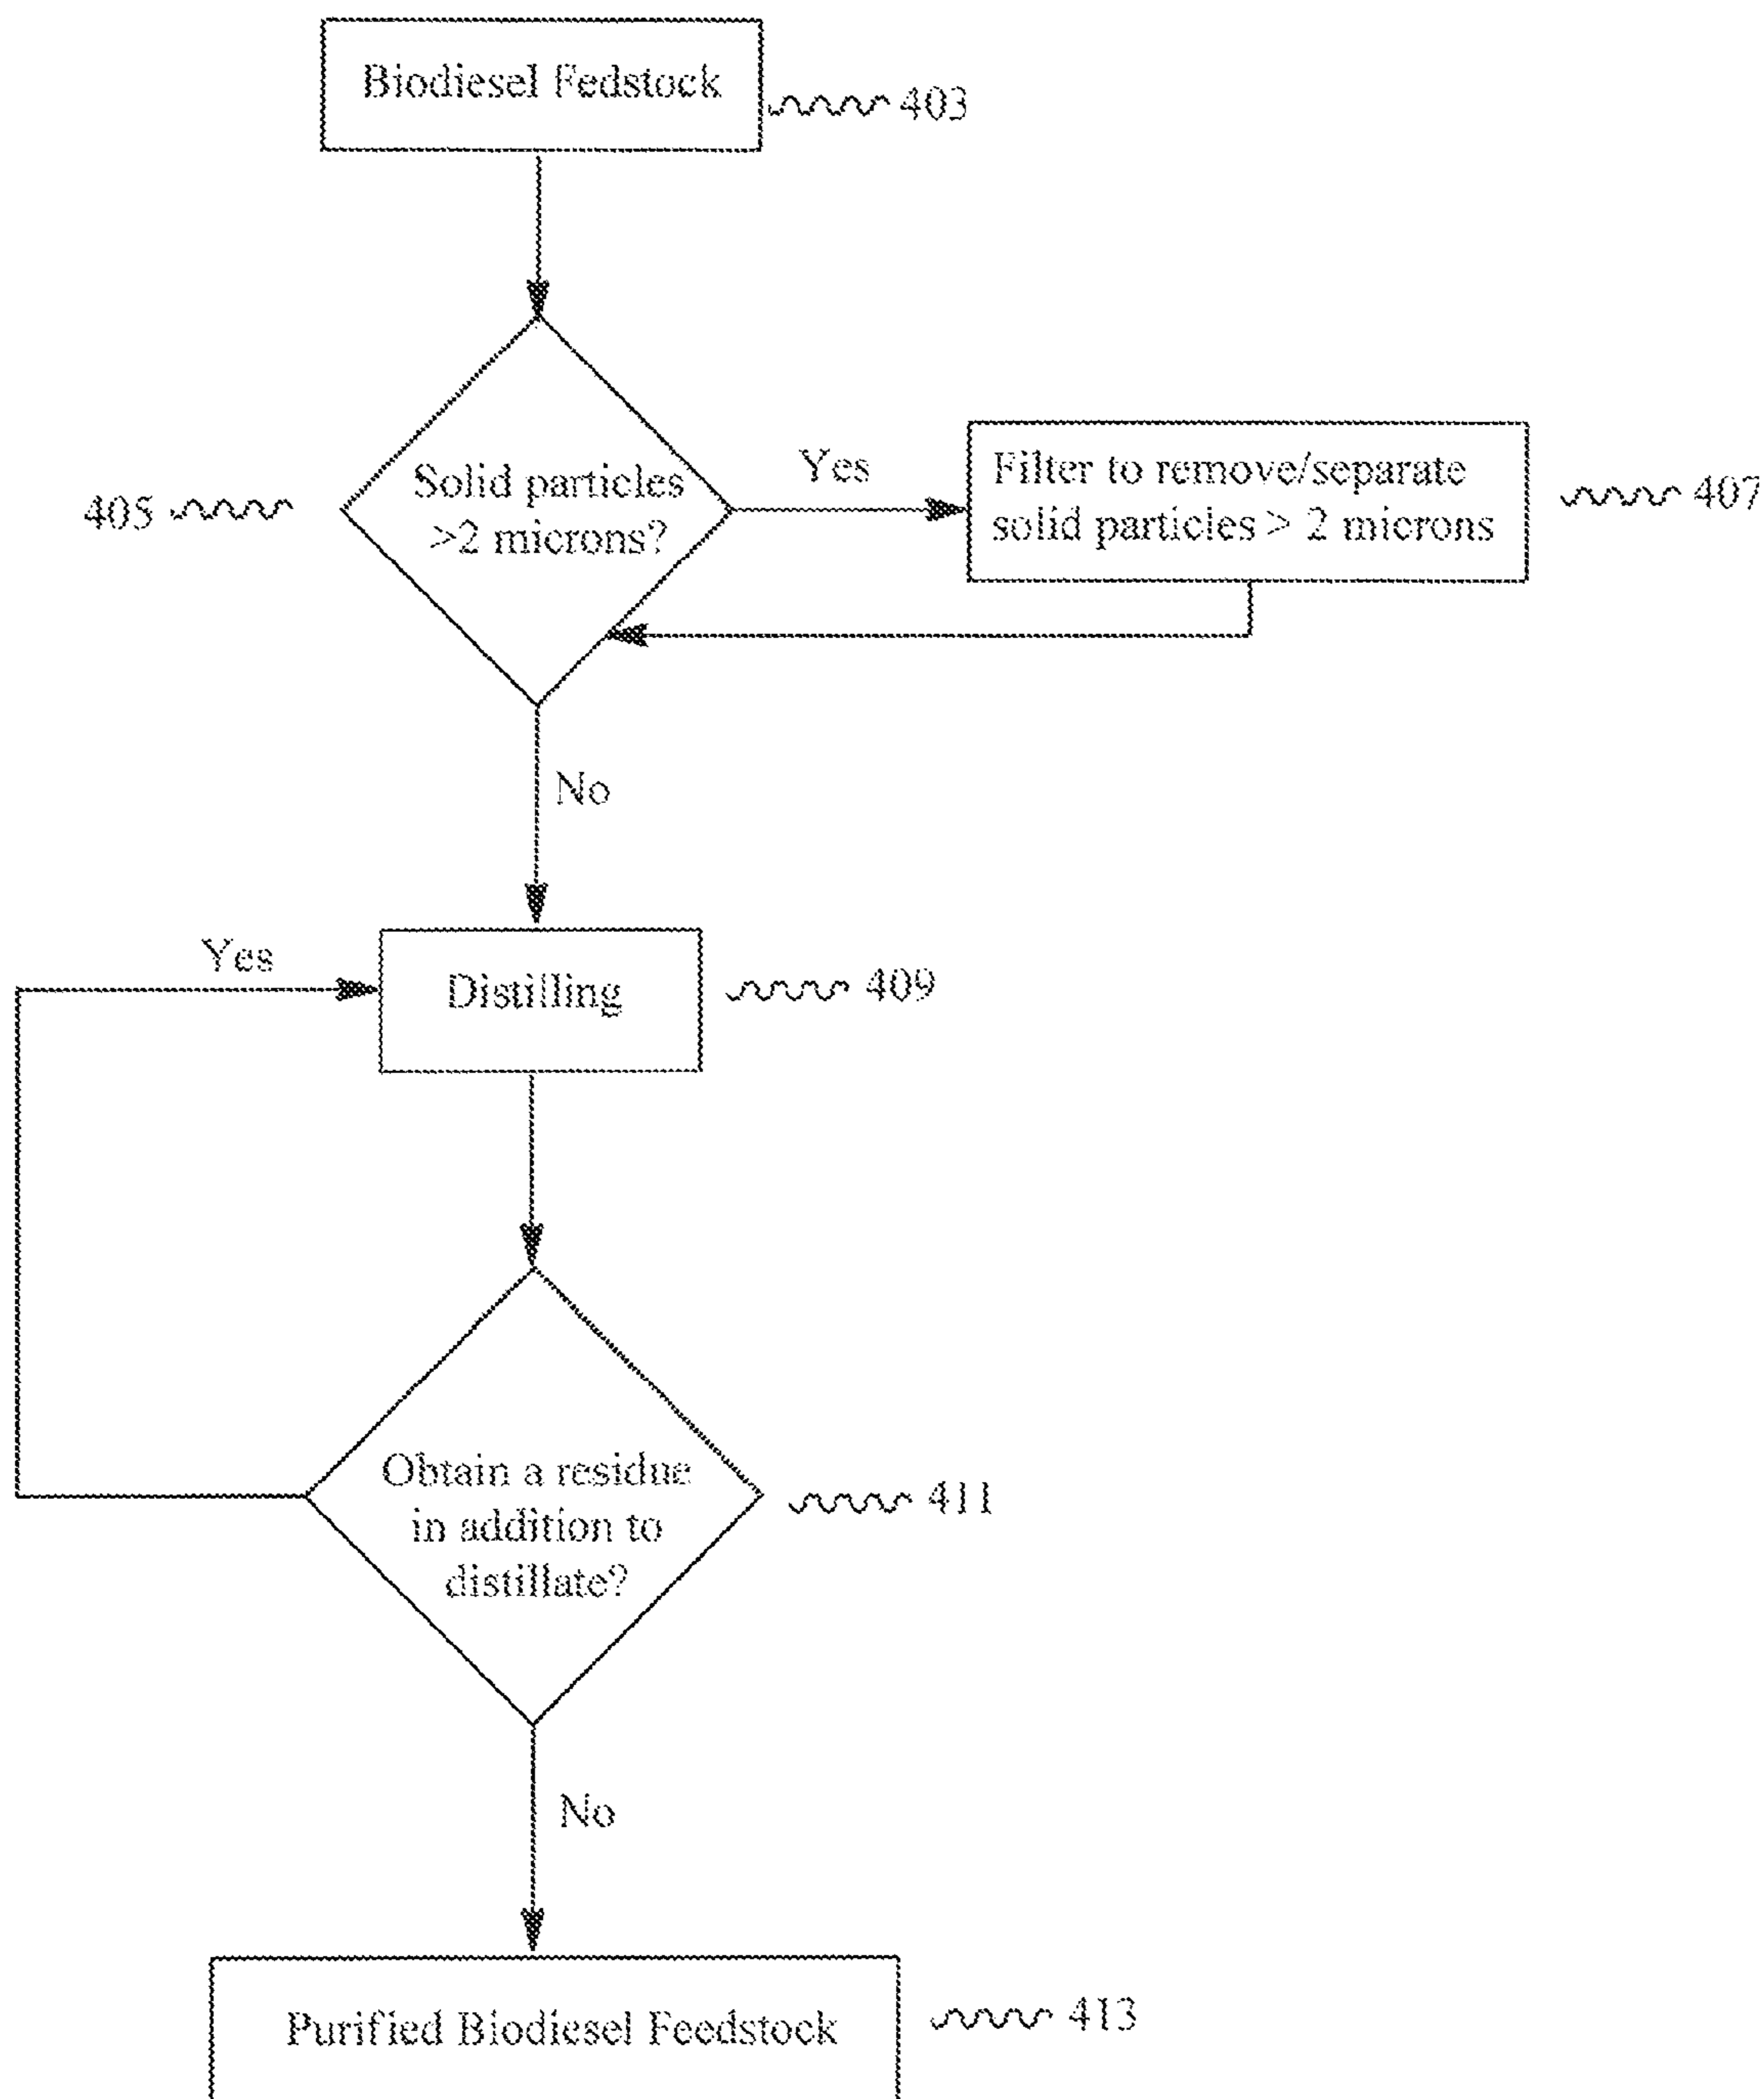 Biodiesel Fedstock
403
Solid particles
>2 microns?
405
Yes
Filter to remove/separate
solid particles > 2 microns
407
No
Yes
Distilling
409
Obtain a residue
in addition to
distillate?
411
No
Purified Biodiesel Feedstock
413